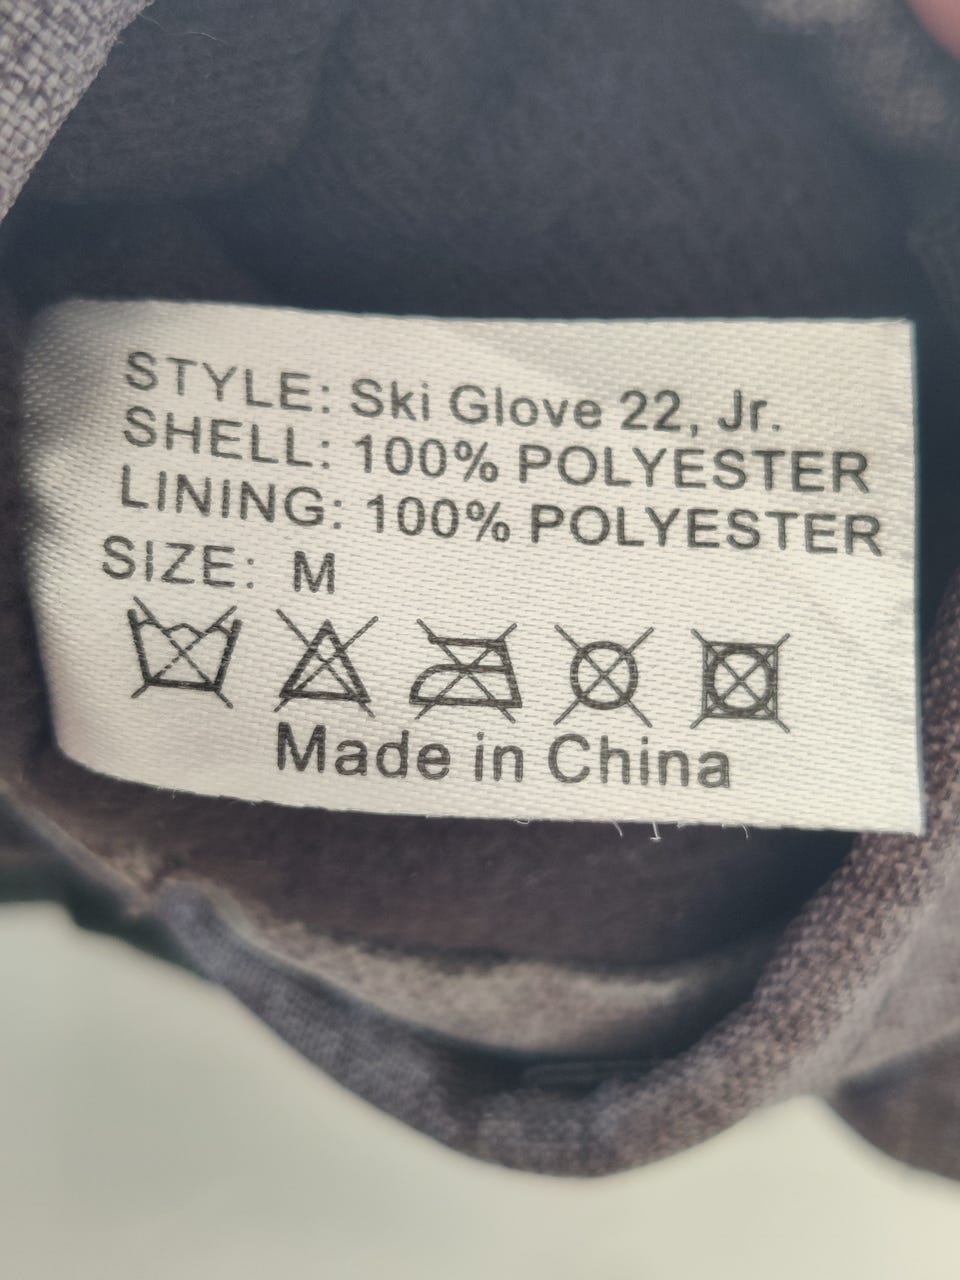 STYLE: Ski Glove 22, Jr.
SHELL: 100% POLYESTER
LINING: 100% POLYESTER
SIZE: M
Made in China